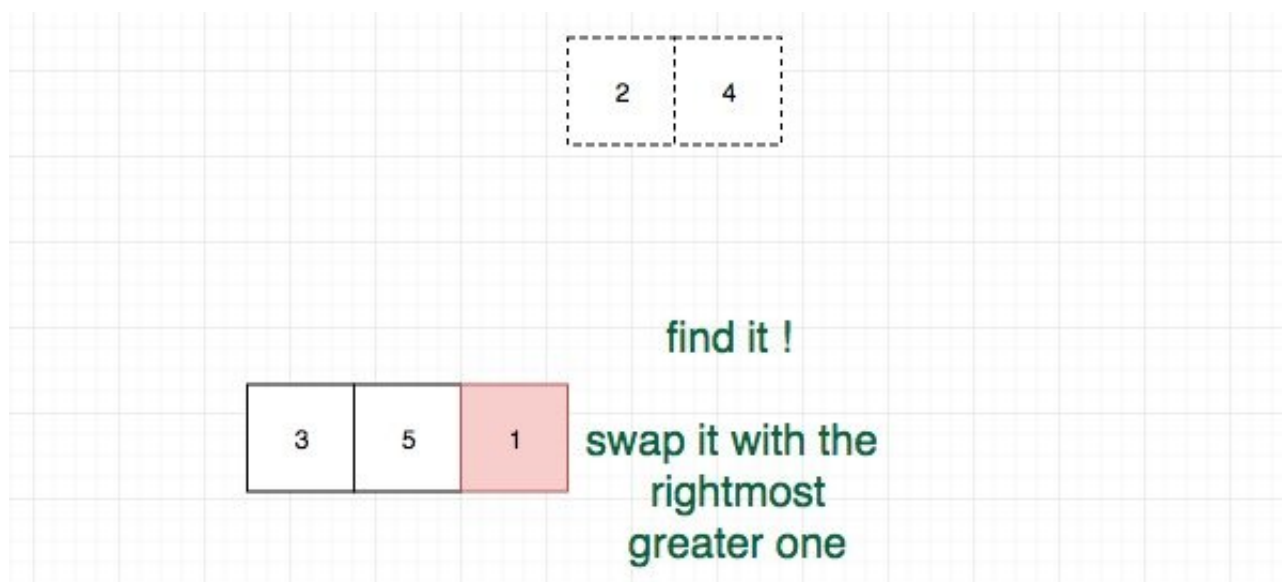 2 4
find it !
3 5 1
swap it with the
rightmost
greater one